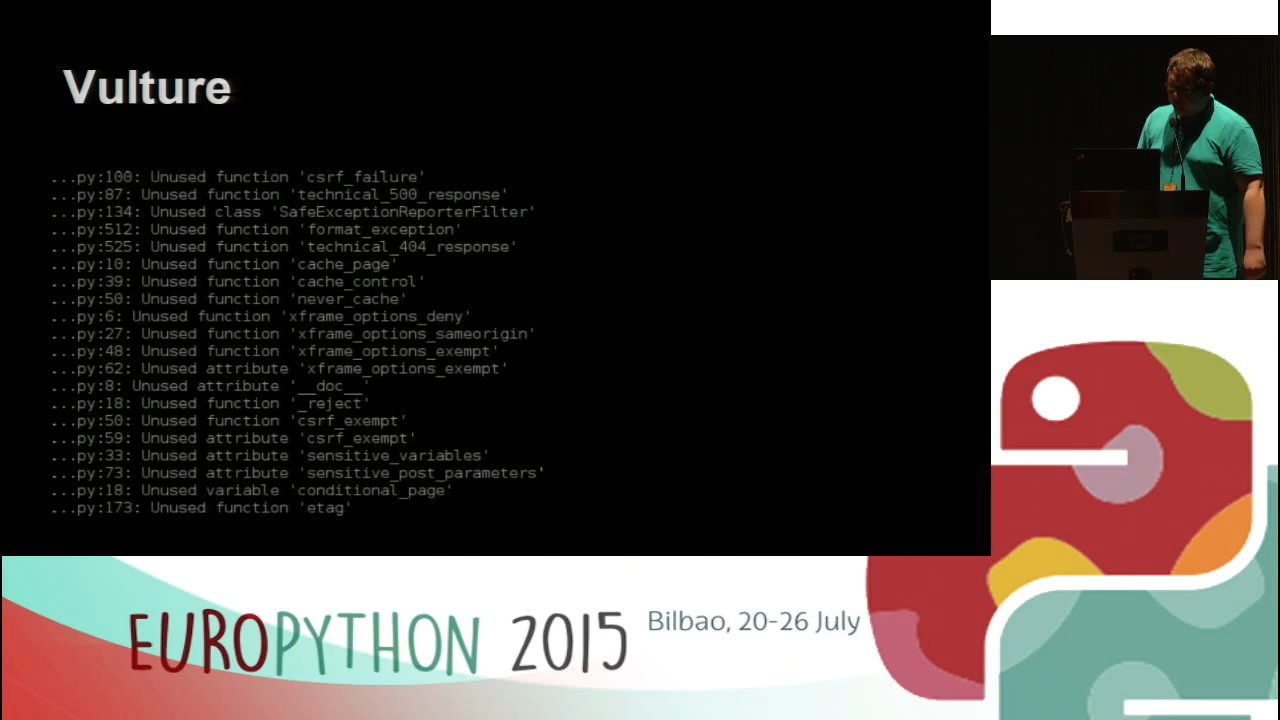 Vulture
...py:100: Unused function 'csrf_failure'
...py:87: Unused function 'technical_500_response'
...py:134: Unused class 'SafeExceptionReporterFilter'
...py:512: Unused function 'format_exception'
...py:525: Unused function 'technical_404_response'
...py:10: Unused function 'cache_page'
...py:39: Unused function 'cache_control'
...py:50: Unused function 'never_cache'
...py:6: Unused function 'xframe_options_deny'
...py:27: Unused function 'xframe_options_sameorigin'
...py:48: Unused function 'xframe_options_exempt'
...py:62: Unused attribute 'xframe_options_exempt'
...py:8: Unused attribute '__doc__'
...py:18: Unused function '_reject'
...py:50: Unused function 'csrf_exempt'
...py:59: Unused attribute 'csrf_exempt'
...py:33: Unused attribute 'sensitive_variables'
...py:73: Unused attribute 'sensitive_post_parameters'
...py:18: Unused variable 'conditional_page'
...py:173: Unused function 'etag'
EUROPYTHON 2015
Bilbao, 20-26 July